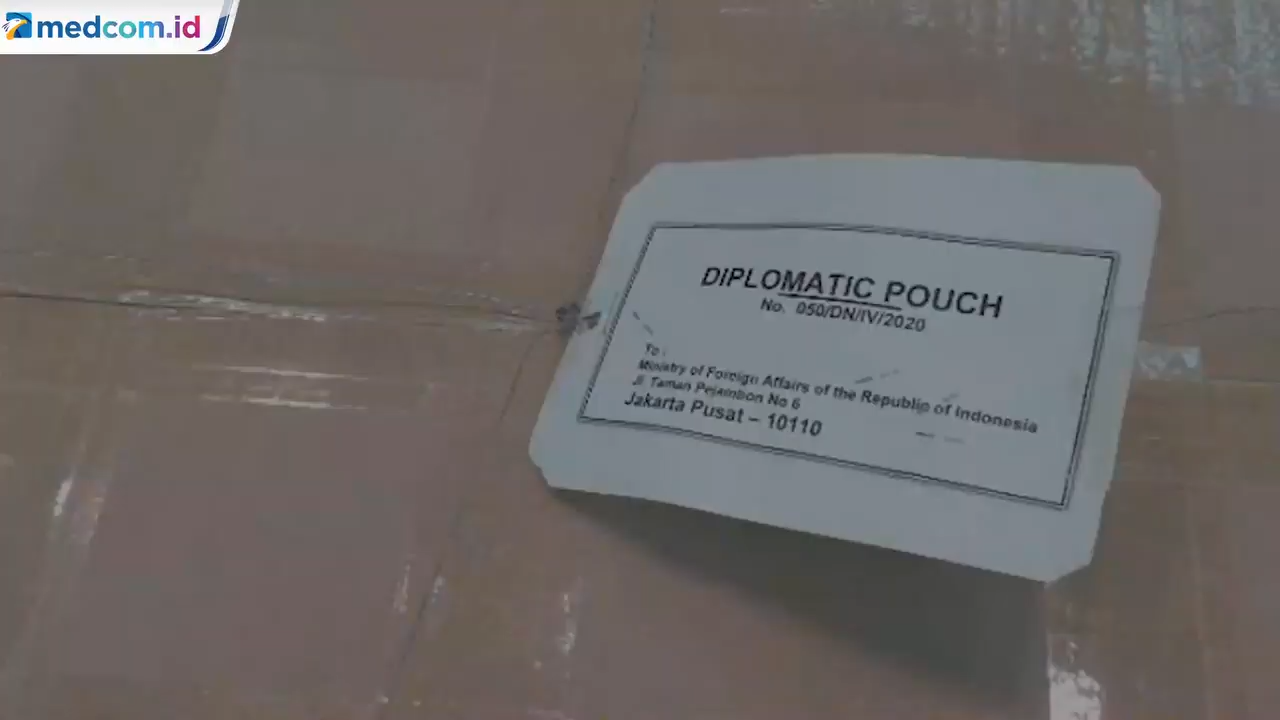 medcom.id
DIPLOMATIC POUCH
No. 050/DN/IV/2020
To :
Ministry of Foreign Affairs of the Republip of Indonesia
Jl. Taman Pejambon No 6
Jakarta Pusat – 10110